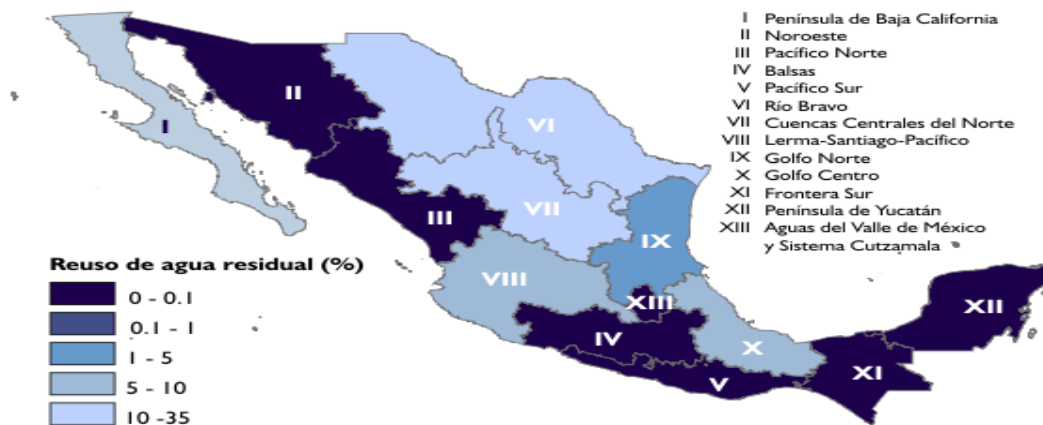 I Península de Baja California
II Noroeste
III Pacífico Norte
IV Balsas
V Pacífico Sur
VI Río Bravo
VII Cuencas Centrales del Norte
VIII Lerma-Santiago-Pacífico
IX Golfo Norte
X Golfo Centro
XI Frontera Sur
XII Península de Yucatán
XIII Aguas del Valle de México
y Sistema Cutzamala
II
I
VI
III
VII
IX
VIII
XIII
XII
IV
X
V
XI
Reuso de agua residual (%)
0 - 0.1
0.1 - 1
1 - 5
5 - 10
10 -35